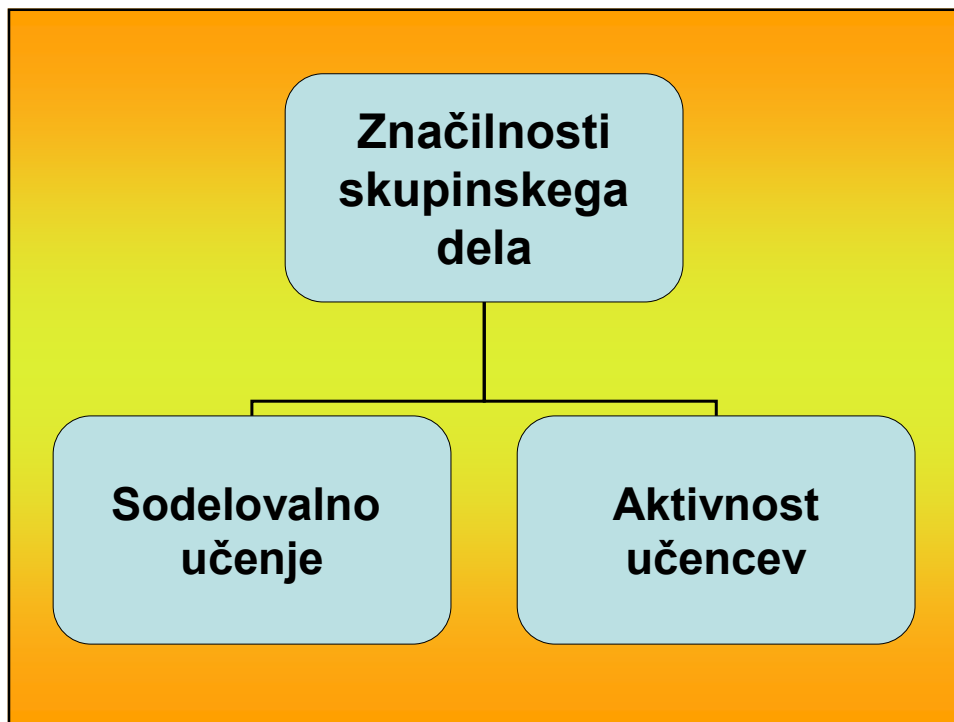 Značilnosti
skupinskega
dela
Sodelovalno
učenje
Aktivnost
učencev